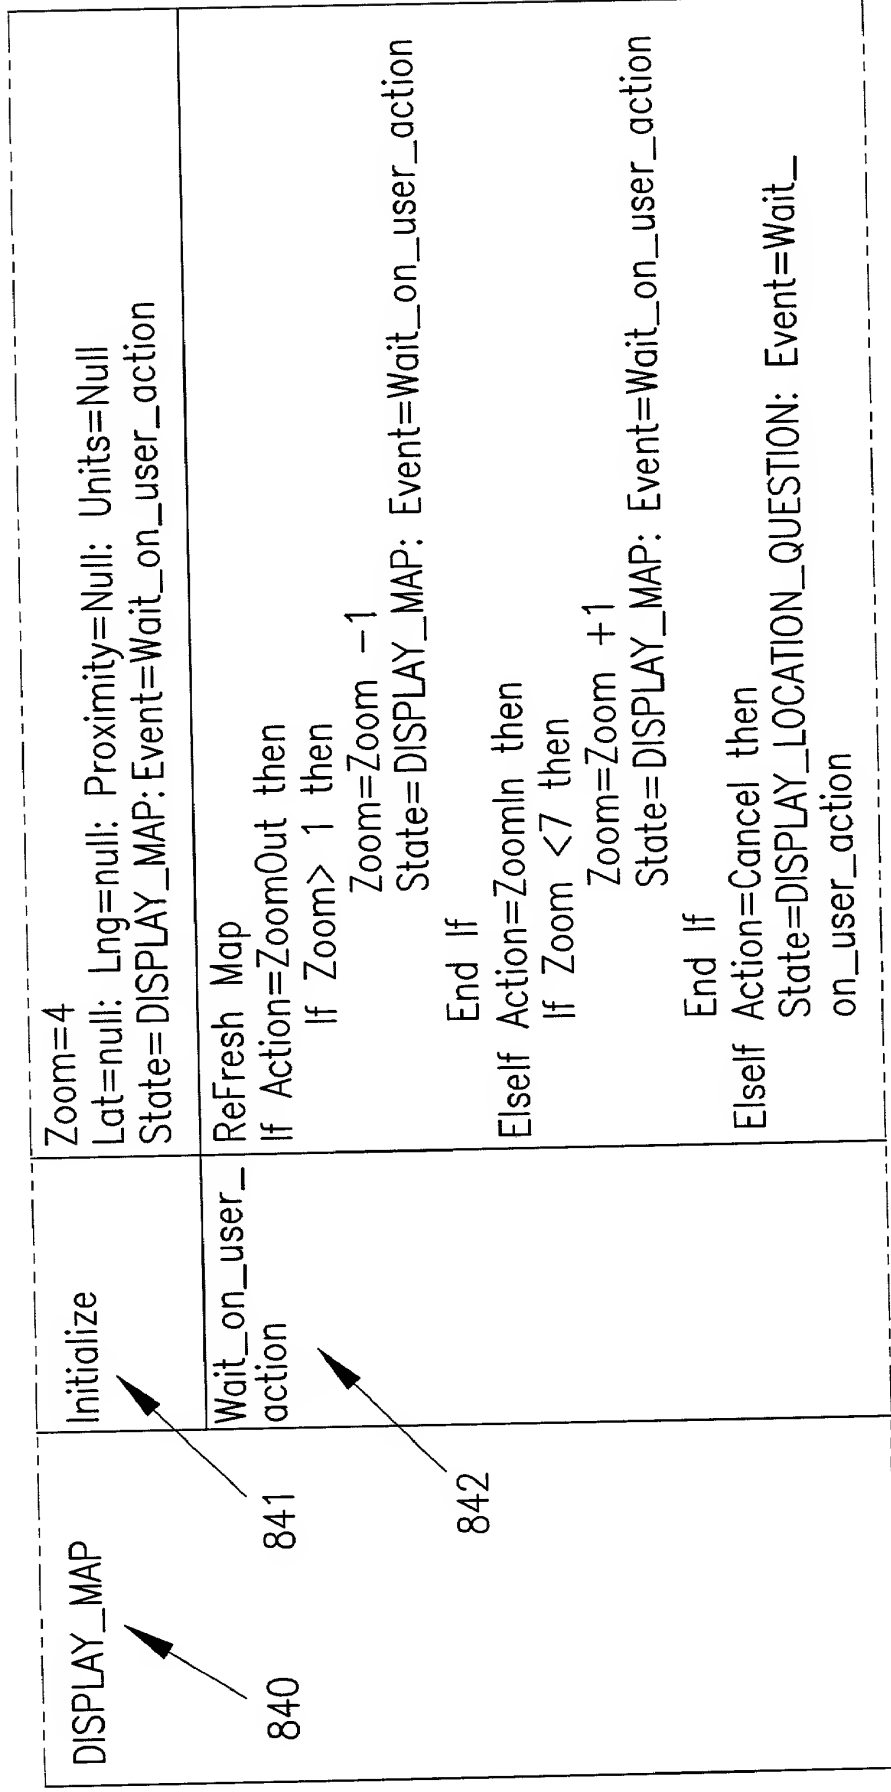 DISPLAY_MAP
840
Initialize
841
Zoom=4
Lat=null: Lng=null: Proximity=Null: Units=Null
State=DISPLAY_MAP: Event=Wait_on_user_action
Wait_on_user_
action
842
ReFresh Map
If Action=ZoomOut then
If Zoom> 1 then
Zoom=Zoom −1
State=DISPLAY_MAP: Event=Wait_on_user_action
End If
ElseIf Action=ZoomIn then
If Zoom <7 then
Zoom=Zoom +1
State=DISPLAY_MAP: Event=Wait_on_user_action
End If
ElseIf Action=Cancel then
State=DISPLAY_LOCATION_QUESTION: Event=Wait_
on_user_action